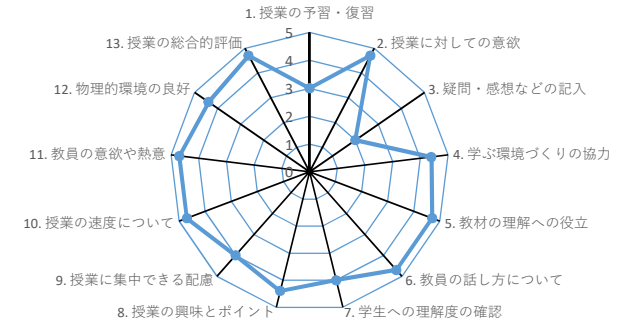 1. 授業の予習・復習
2. 授業に対しての意欲
3. 疑問・感想などの記入
4. 学ぶ環境づくりの協力
5. 教材の理解への役立
6. 教員の話し方について
7. 学生への理解度の確認
8. 授業の興味とポイント
9. 授業に集中できる配慮
10. 授業の速度について
11. 教員の意欲や熱意
12. 物理的環境の良好
13. 授業の総合的評価
5
4
3
2
1
0